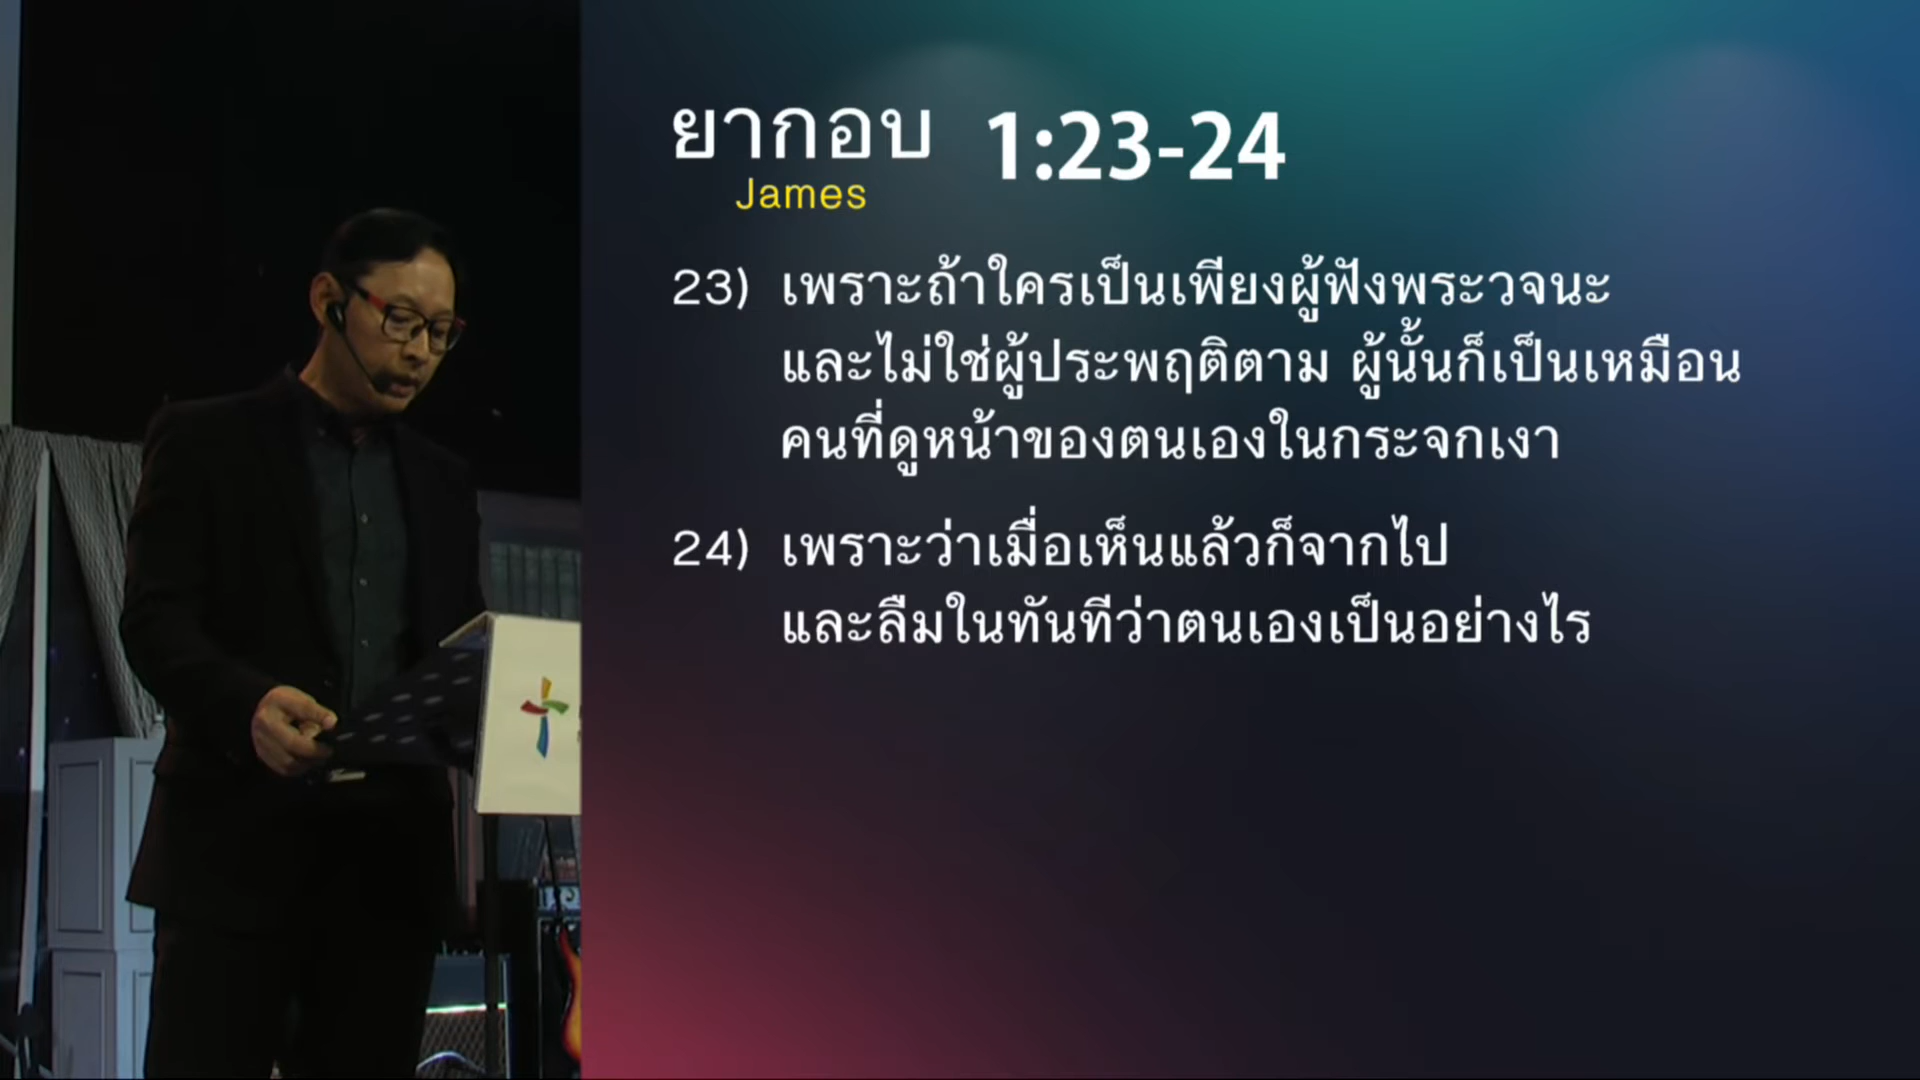 ยากอบ 1:23-24
James
23) เพราะถ้าใครเป็นเพียงผู้ฟังพระวจนะ
และไม่ใช่ผู้ประพฤติตาม ผู้นั้นก็เป็นเหมือน
คนที่ดูหน้าของตนเองในกระจกเงา
24) เพราะว่าเมื่อเห็นแล้วก็จากไป
และลืมในทันทีว่าตนเองเป็นอย่างไร